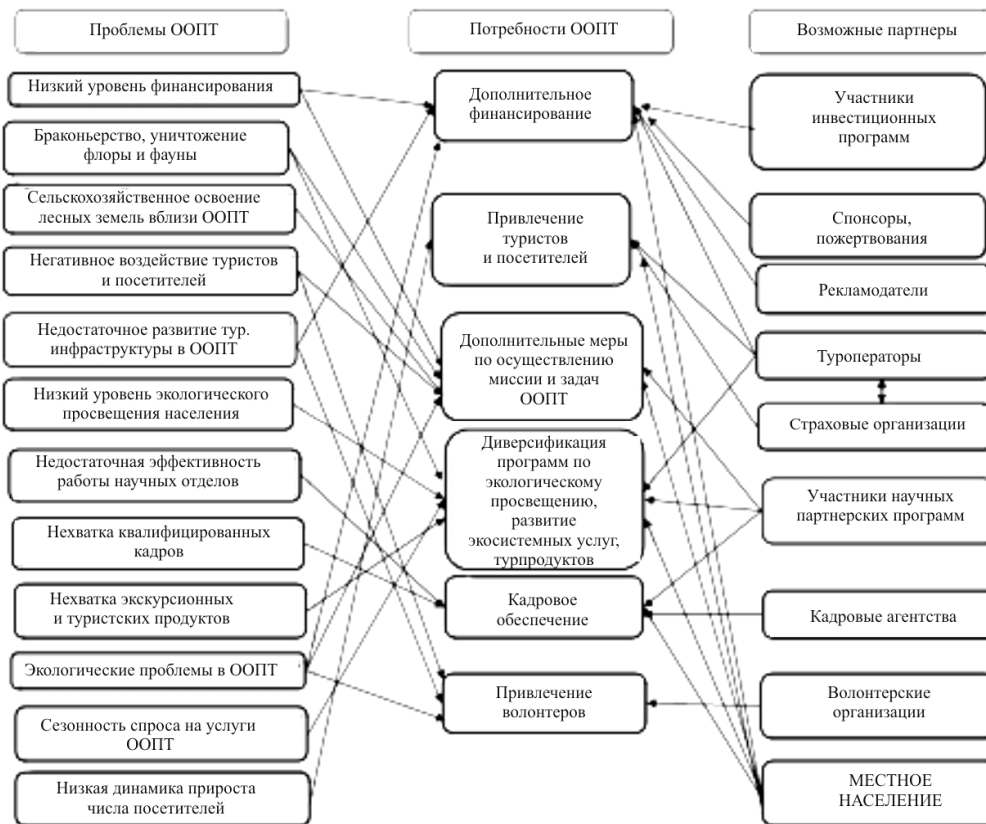 Проблемы ООПТ
Низкий уровень финансирования
Браконьерство, уничтожение
флоры и фауны
Сельскохозяйственное освоение
лесных земель вблизи ООПТ
Негативное воздействие туристов
и посетителей
Недостаточное развитие тур.
инфраструктуры в ООПТ
Низкий уровень экологического
просвещения населения
Недостаточная эффективность
работы научных отделов
Нехватка квалифицированных
кадров
Нехватка экскурсионных
и туристских продуктов
Экологические проблемы в ООПТ
Сезонность спроса на услуги
ООПТ
Низкая динамика прироста
числа посетителей
Потребности ООПТ
Дополнительное
финансирование
Привлечение
туристов
и посетителей
Дополнительные меры
по осуществлению
миссии и задач
ООПТ
Диверсификация
программ по
экологическому
просвещению,
развитие
экосистемных услуг,
турпродуктов
Кадровое
обеспечение
Привлечение
волонтеров
Возможные партнеры
Участники
инвестиционных
программ
Спонсоры,
пожертвования
Рекламодатели
Туроператоры
Страховые организации
Участники научных
партнерских программ
Кадровые агентства
Волонтерские
организации
МЕСТНОЕ
НАСЕЛЕНИЕ